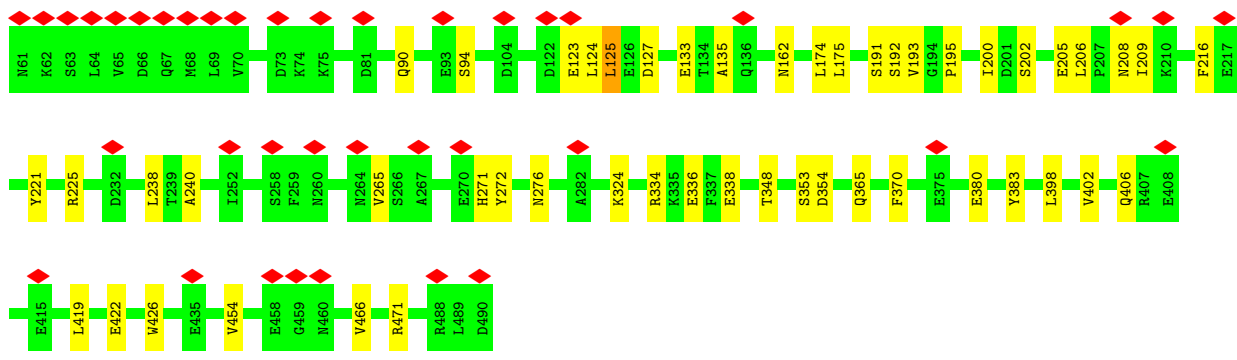 N61 K62 S63 L64 V65 D66 Q67 M68 L69 V70 D73 K74 K75 D81 Q90 E93 S94 D104 D122 E123 L124 L125 E126 D127 E133 T134 A135 Q136 N162 L174 L175 S191 S192 V193 G194 P195 I200 D201 S202 E205 L206 P207 N208 I209 K210 F216 E217
Y221 R225 D232 L238 T239 A240 I252 S258 F259 N260 N264 V265 S266 A267 E270 H271 Y272 N276 A282 K324 R334 K335 E336 F337 E338 T348 S353 D354 Q365 F370 E375 E380 Y383 L398 V402 Q406 R407 E408
E415 L419 E422 W426 E435 V454 E458 G459 N460 V466 R471 R488 L489 D490